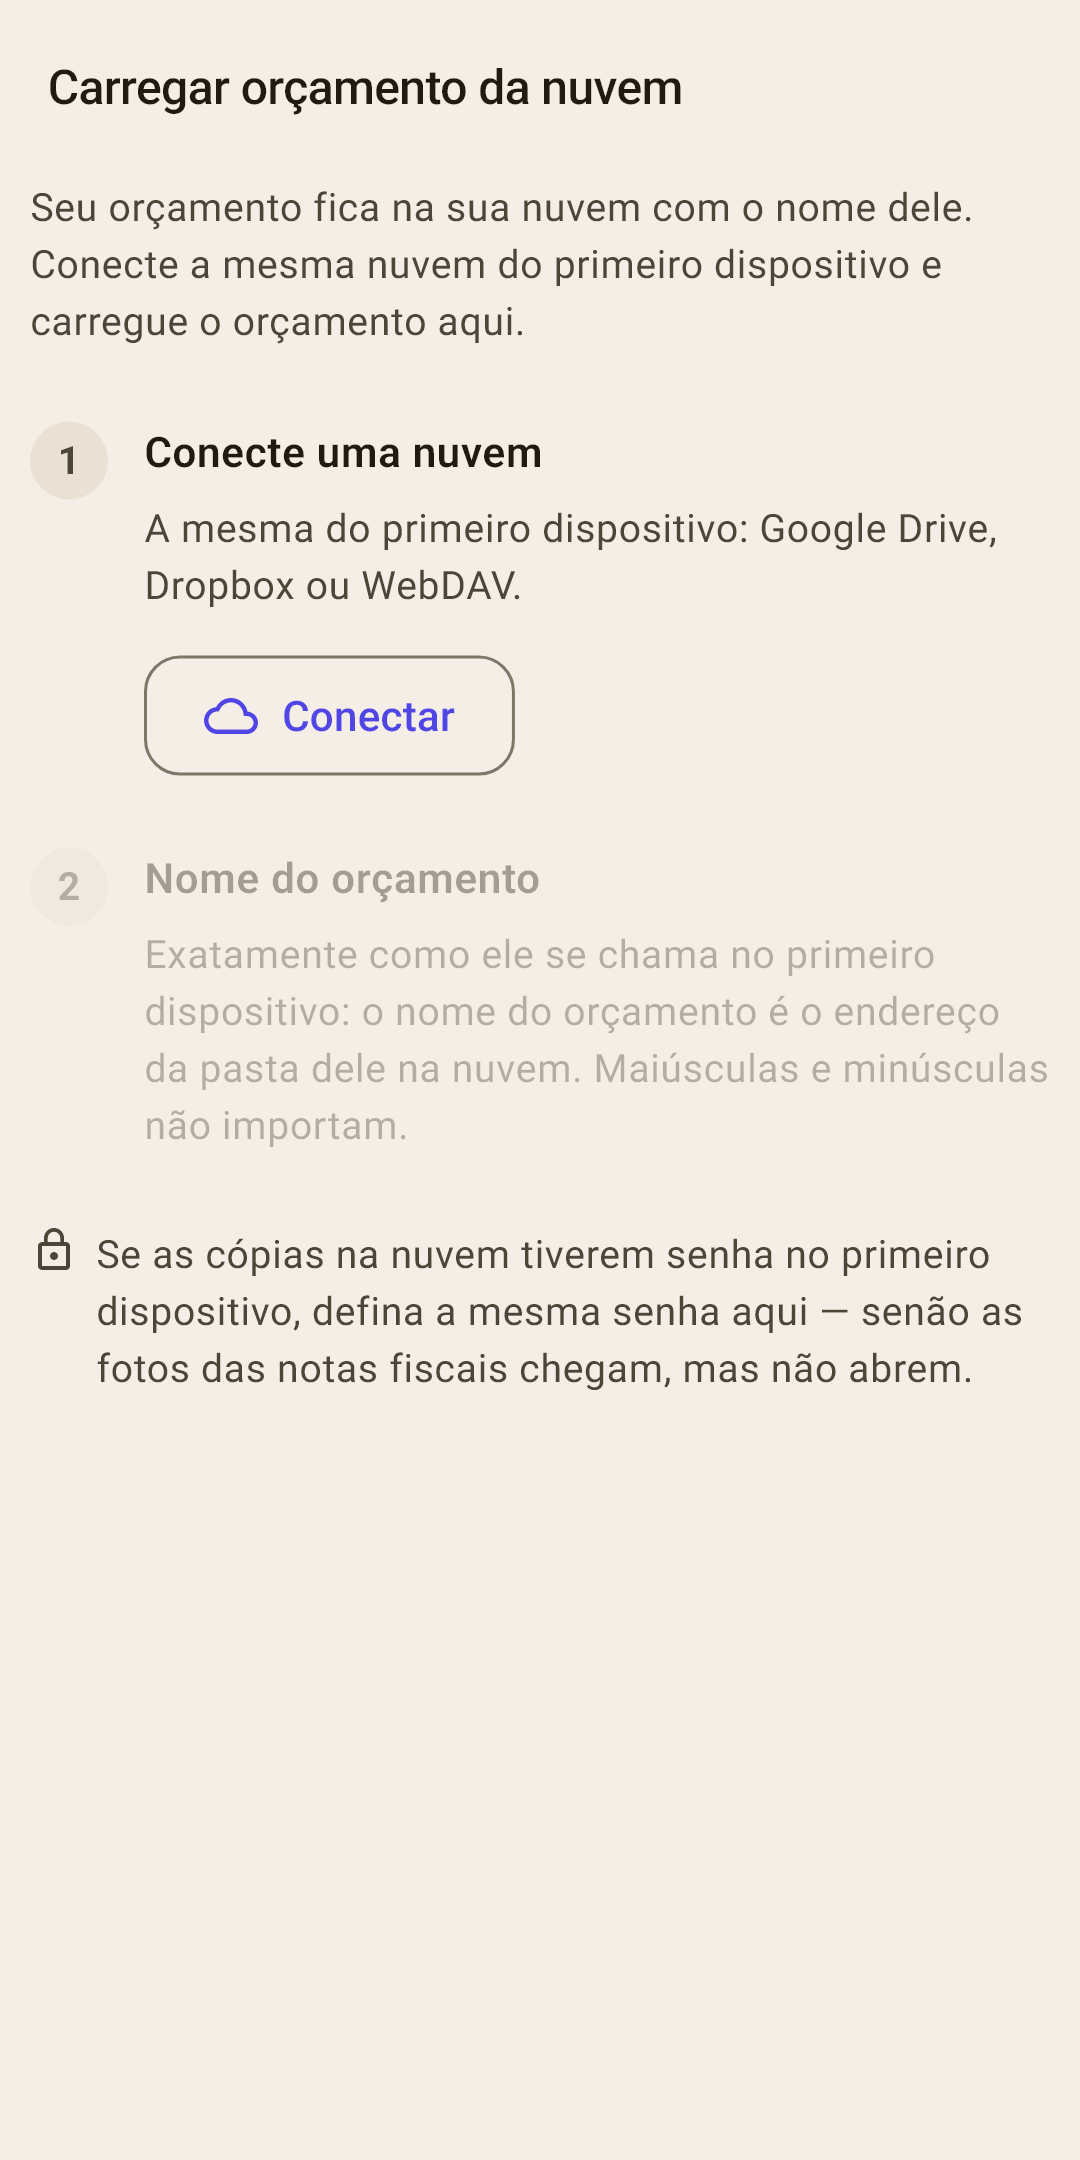 Carregar orçamento da nuvem
Seu orçamento fica na sua nuvem com o nome dele.
Conecte a mesma nuvem do primeiro dispositivo e
carregue o orçamento aqui.
1
Conecte uma nuvem
A mesma do primeiro dispositivo: Google Drive,
Dropbox ou WebDAV.
Conectar
2
Nome do orçamento
Exatamente como ele se chama no primeiro
dispositivo: o nome do orçamento é o endereço
da pasta dele na nuvem. Maiúsculas e minúsculas
não importam.
Se as cópias na nuvem tiverem senha no primeiro
dispositivo, defina a mesma senha aqui — senão as
fotos das notas fiscais chegam, mas não abrem.